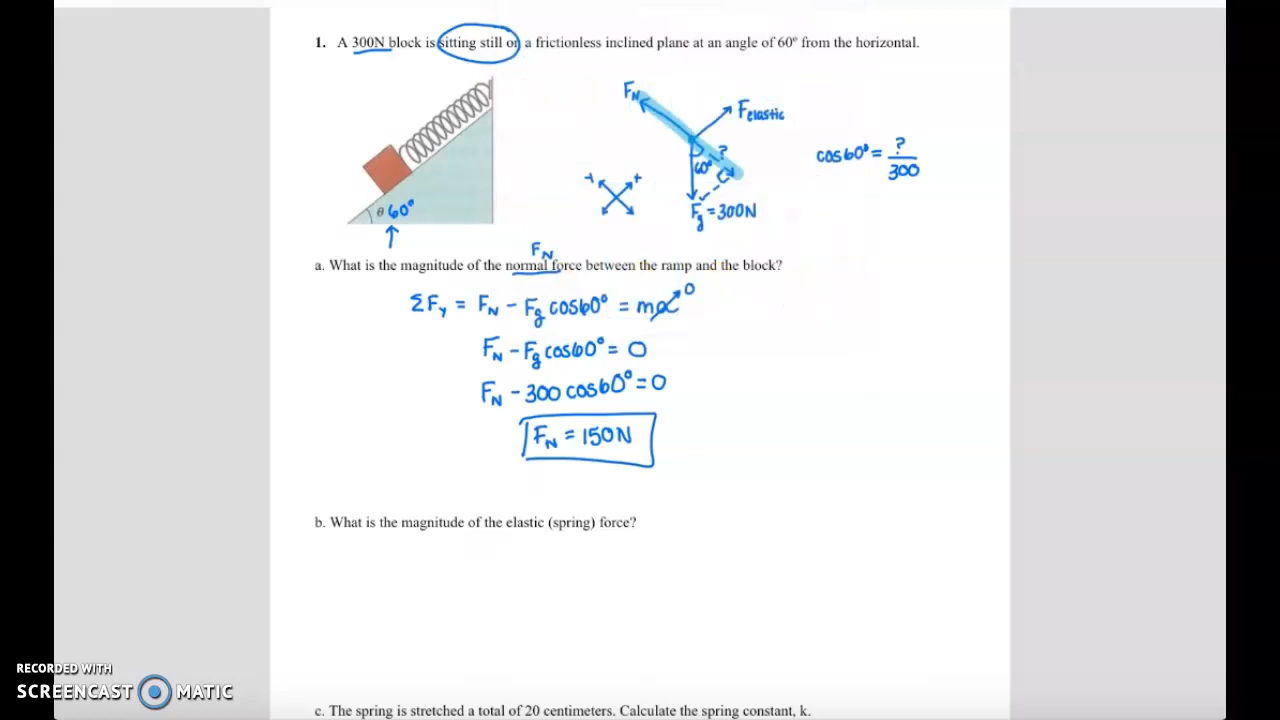 1. A 300N block is sitting still on a frictionless inclined plane at an angle of 60° from the horizontal.
FN
Felastic
cos60° = ?/300
?
60°
+ +
θ 60°
Fg = 300N
FN
a. What is the magnitude of the normal force between the ramp and the block?
ΣFy = FN - Fg cos60° = ma 0
FN - Fg cos60° = 0
FN - 300 cos60° = 0
FN = 150N
b. What is the magnitude of the elastic (spring) force?
RECORDED WITH
SCREENCAST MATIC
c. The spring is stretched a total of 20 centimeters. Calculate the spring constant, k.